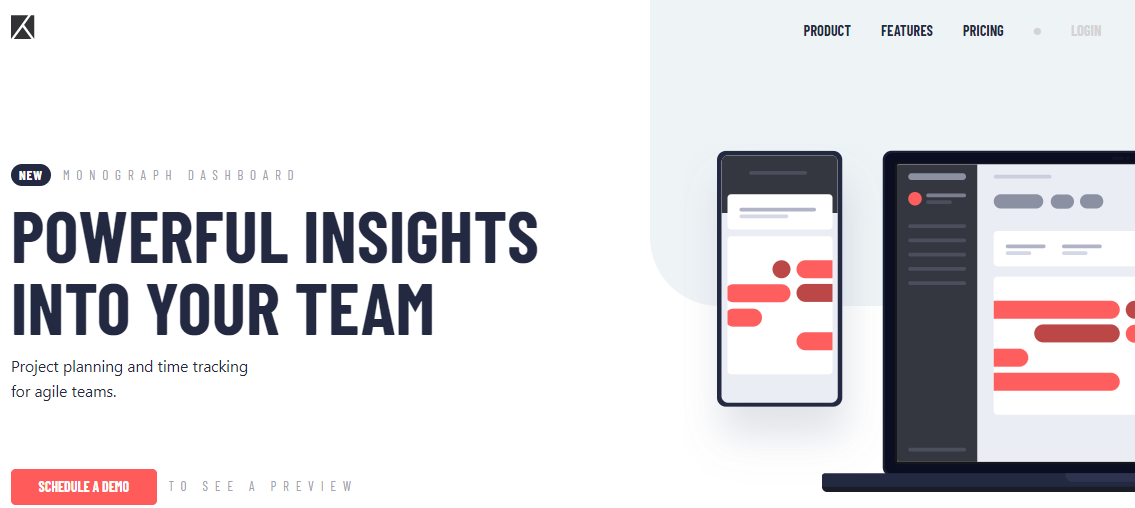 PRODUCT FEATURES PRICING LOGIN
NEW MONOGRAPH DASHBOARD
POWERFUL INSIGHTS
INTO YOUR TEAM
Project planning and time tracking
for agile teams.
SCHEDULE A DEMO TO SEE A PREVIEW